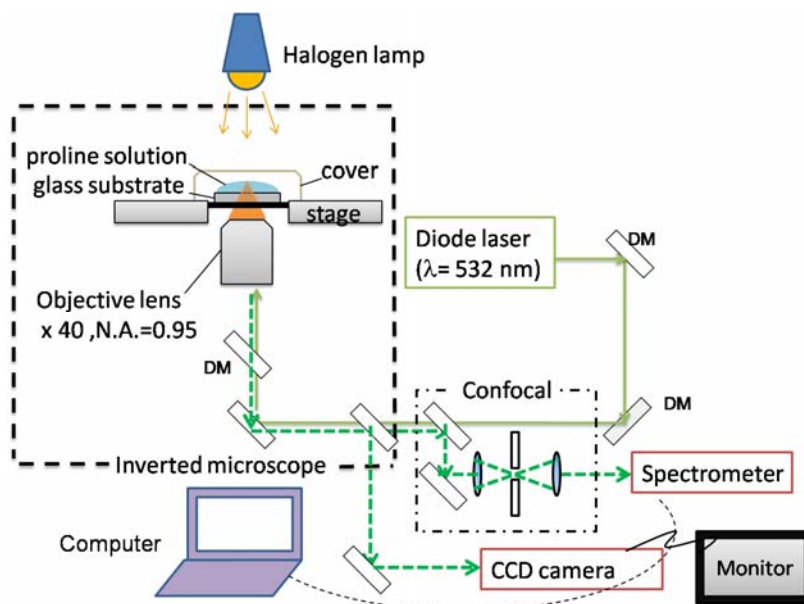 Halogen lamp
proline solution
glass substrate
cover
stage
Objective lens
x 40 ,N.A.=0.95
DM
Diode laser
(λ= 532 nm)
DM
DM
Confocal
Inverted microscope
Spectrometer
Computer
CCD camera
Monitor